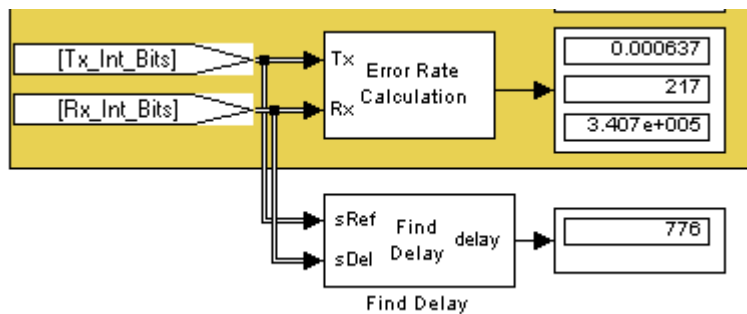 [Tx_Int_Bits]
[Rx_Int_Bits]
Tx
Rx
Error Rate
Calculation
0.000637
217
3.407e+005
sRef
sDel
Find
Delay
delay
776
Find Delay